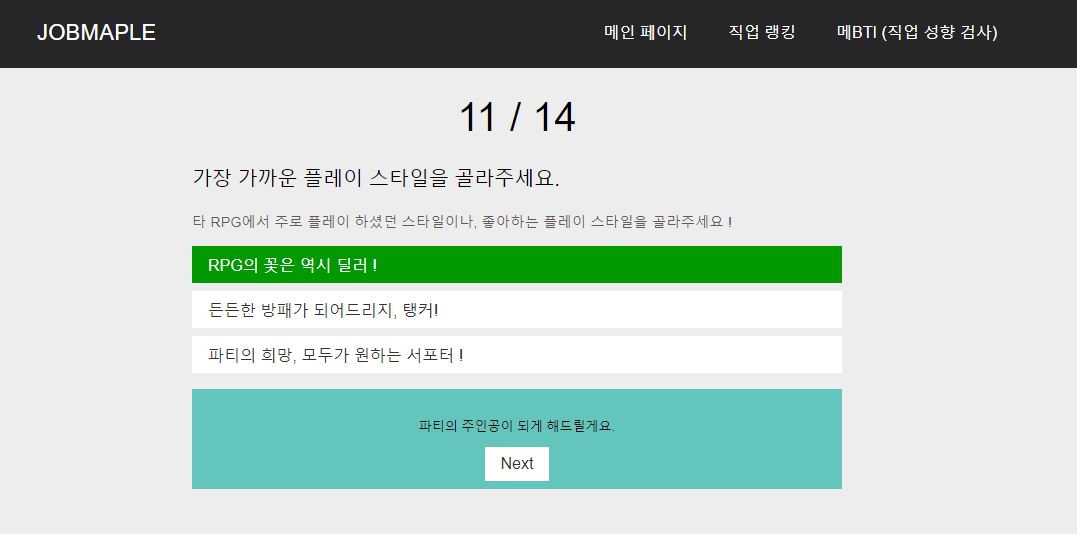 JOBMAPLE 메인 페이지 직업 랭킹 메BTI (직업 성향 검사)
11 / 14
가장 가까운 플레이 스타일을 골라주세요.
타 RPG에서 주로 플레이 하셨던 스타일이나, 좋아하는 플레이 스타일을 골라주세요 !
RPG의 꽃은 역시 딜러 !
든든한 방패가 되어드리지, 탱커!
파티의 희망, 모두가 원하는 서포터 !
파티의 주인공이 되게 해드릴게요.
Next